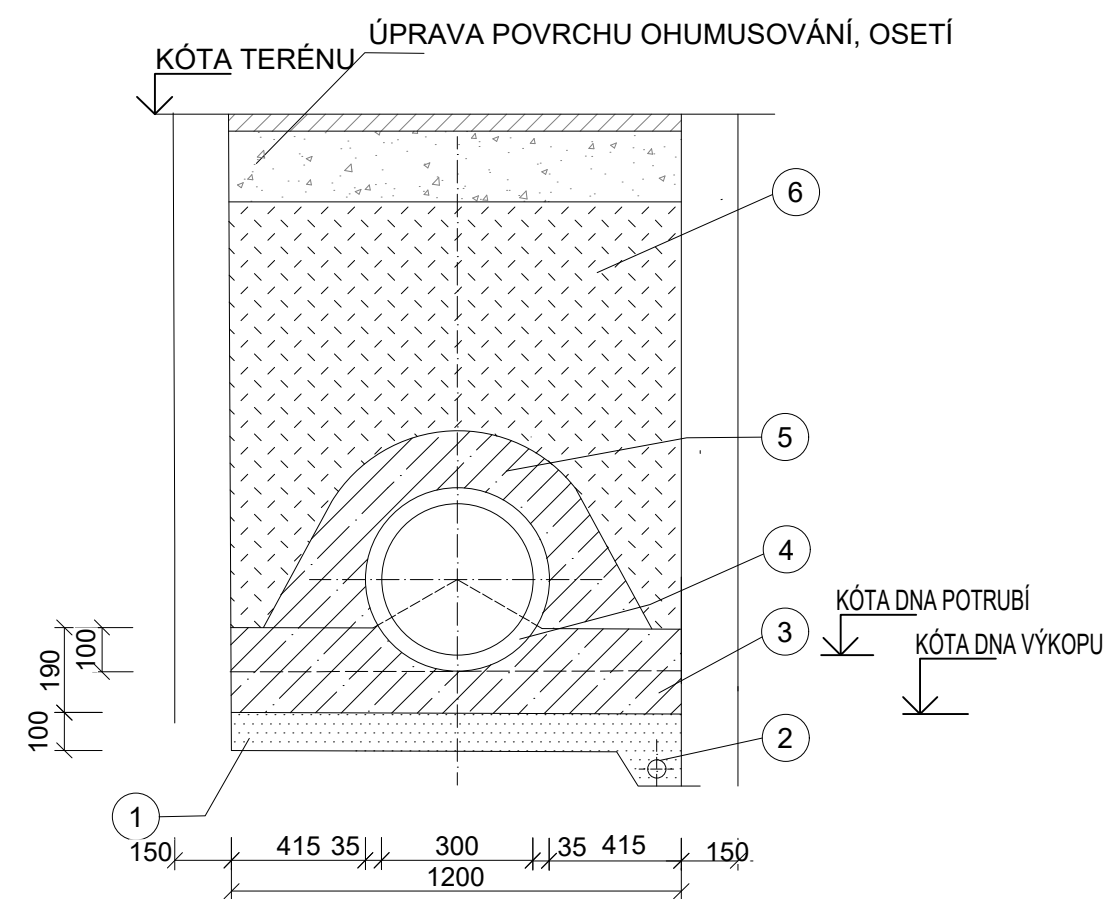 ÚPRAVA POVRCHU OHUMUSOVÁNÍ, OSETÍ
KÓTA TERÉNU
6
5
4
KÓTA DNA POTRUBÍ
3
KÓTA DNA VÝKOPU
190
100
100
2
1
150 415 35 300 35 415 150
1200